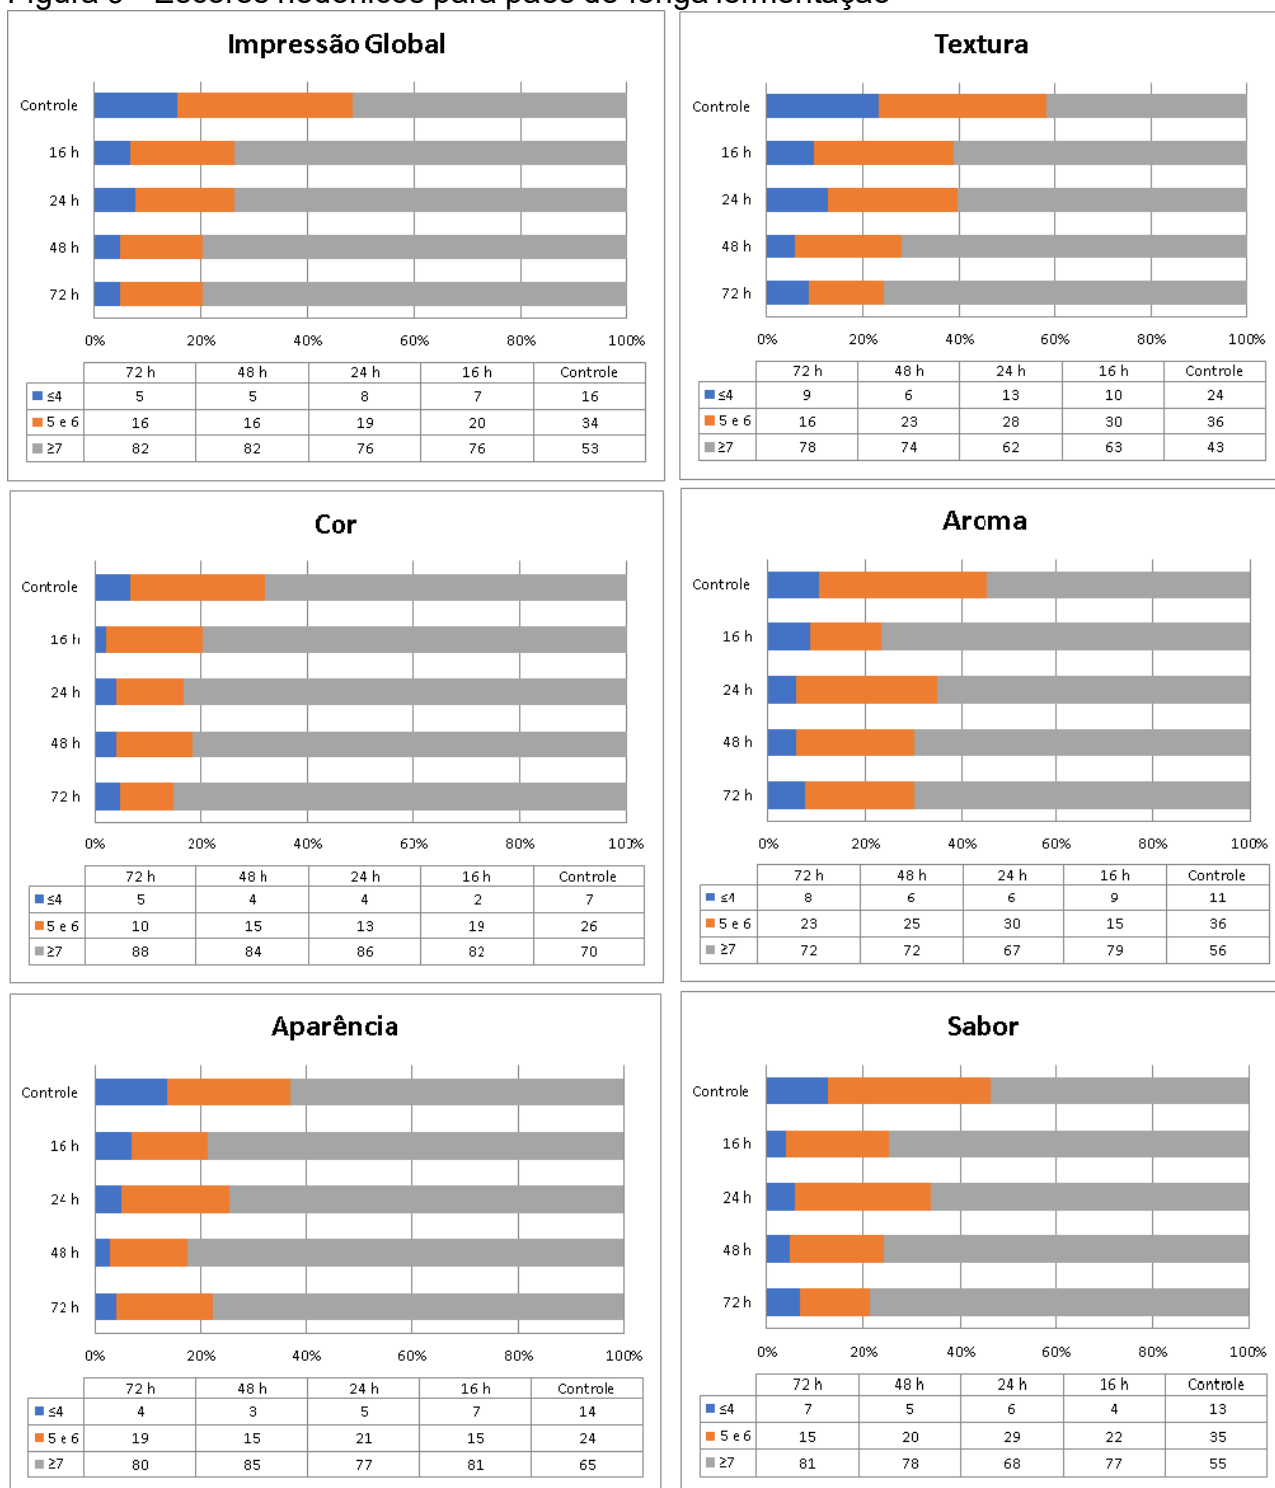 Figura 9 - Escores hedônicos para pães de longa fermentação
Impressão Global
Controle
16 h
24 h
48 h
72 h
0% 20% 40% 60% 80% 100%
72 h 48 h 24 h 16 h Controle
≤4 5 5 8 7 16
5 e 6 16 16 19 20 34
≥7 82 82 76 76 53
Textura
Controle
16 h
24 h
48 h
72 h
0% 20% 40% 60% 80% 100%
72 h 48 h 24 h 16 h Controle
≤4 9 6 13 10 24
5 e 6 16 23 28 30 36
≥7 78 74 62 63 43
Cor
Controle
16 h
24 h
48 h
72 h
0% 20% 40% 60% 80% 100%
72 h 48 h 24 h 16 h Controle
≤4 5 4 4 2 7
5 e 6 10 15 13 19 26
≥7 88 84 86 82 70
Aroma
Controle
16 h
24 h
48 h
72 h
0% 20% 40% 60% 80% 100%
72 h 48 h 24 h 16 h Controle
≤4 8 6 6 9 11
5 e 6 23 25 30 15 36
≥7 72 72 67 79 56
Aparência
Controle
16 h
24 h
48 h
72 h
0% 20% 40% 60% 80% 100%
72 h 48 h 24 h 16 h Controle
≤4 4 3 5 7 14
5 e 6 19 15 21 15 24
≥7 80 85 77 81 65
Sabor
Controle
16 h
24 h
48 h
72 h
0% 20% 40% 60% 80% 100%
72 h 48 h 24 h 16 h Controle
≤4 7 5 6 4 13
5 e 6 15 20 29 22 35
≥7 81 78 68 77 55